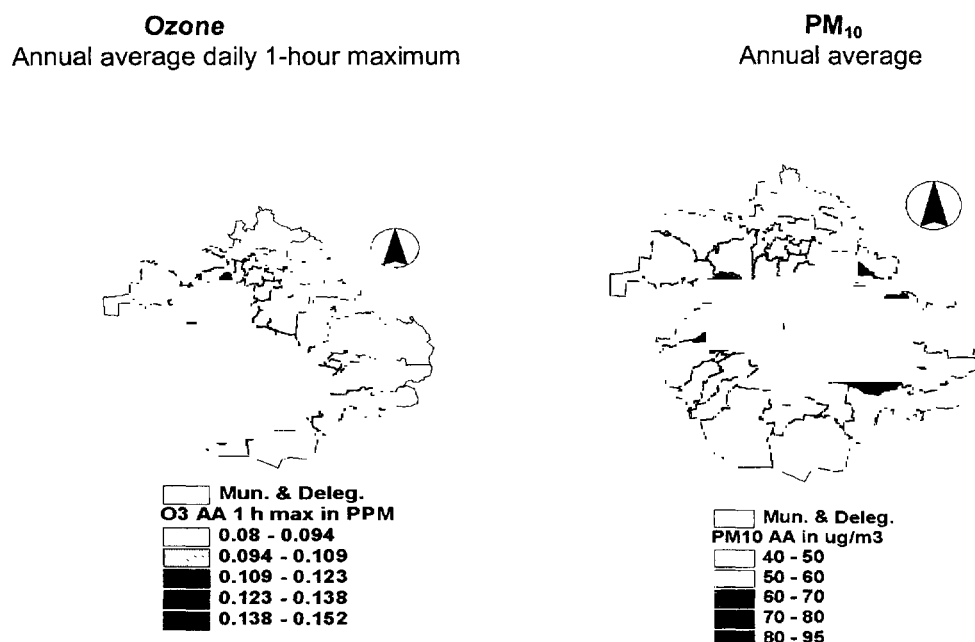 Ozone
Annual average daily 1-hour maximum
PM₁₀
Annual average
Mun. & Deleg.
O3 AA 1 h max in PPM
0.08 - 0.094
0.094 - 0.109
0.109 - 0.123
0.123 - 0.138
0.138 - 0.152
Mun. & Deleg.
PM10 AA in ug/m3
40 - 50
50 - 60
60 - 70
70 - 80
80 - 95